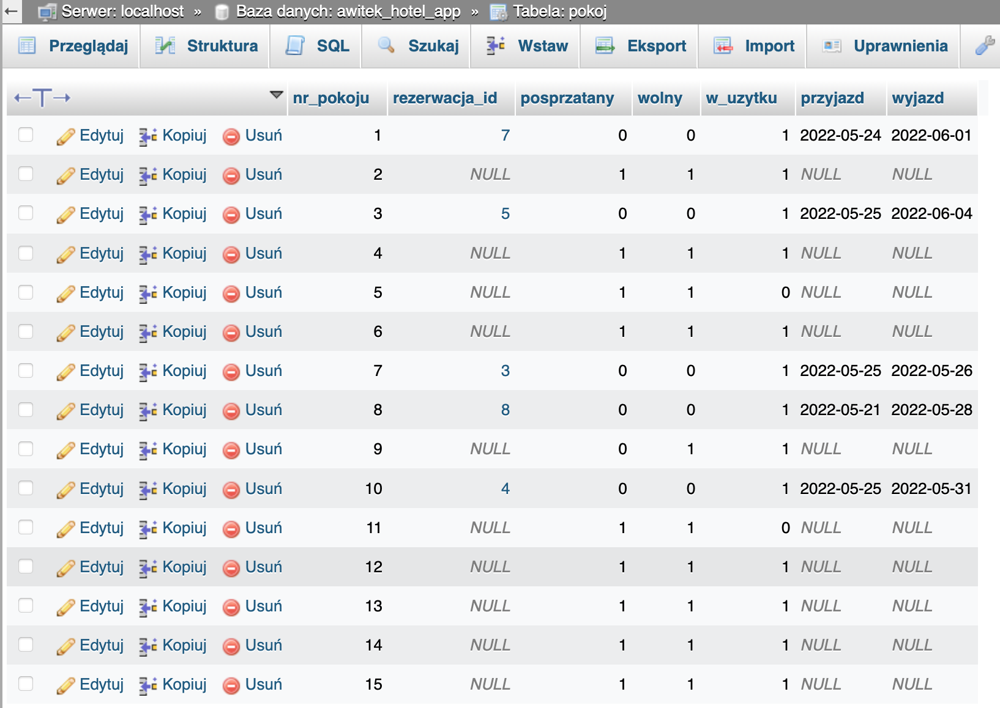 Serwer: localhost » Baza danych: awitek_hotel_app » Tabela: pokoj
Przeglądaj Struktura SQL Szukaj Wstaw Eksport Import Uprawnienia
nr_pokoju rezerwacja_id posprzatany wolny w_uzytku przyjazd wyjazd
Edytuj Kopiuj Usuń 1 7 0 0 1 2022-05-24 2022-06-01
Edytuj Kopiuj Usuń 2 NULL 1 1 1 NULL NULL
Edytuj Kopiuj Usuń 3 5 0 0 1 2022-05-25 2022-06-04
Edytuj Kopiuj Usuń 4 NULL 1 1 1 NULL NULL
Edytuj Kopiuj Usuń 5 NULL 1 1 0 NULL NULL
Edytuj Kopiuj Usuń 6 NULL 1 1 1 NULL NULL
Edytuj Kopiuj Usuń 7 3 0 0 1 2022-05-25 2022-05-26
Edytuj Kopiuj Usuń 8 8 0 0 1 2022-05-21 2022-05-28
Edytuj Kopiuj Usuń 9 NULL 0 1 1 NULL NULL
Edytuj Kopiuj Usuń 10 4 0 0 1 2022-05-25 2022-05-31
Edytuj Kopiuj Usuń 11 NULL 1 1 0 NULL NULL
Edytuj Kopiuj Usuń 12 NULL 1 1 1 NULL NULL
Edytuj Kopiuj Usuń 13 NULL 1 1 1 NULL NULL
Edytuj Kopiuj Usuń 14 NULL 1 1 1 NULL NULL
Edytuj Kopiuj Usuń 15 NULL 1 1 1 NULL NULL